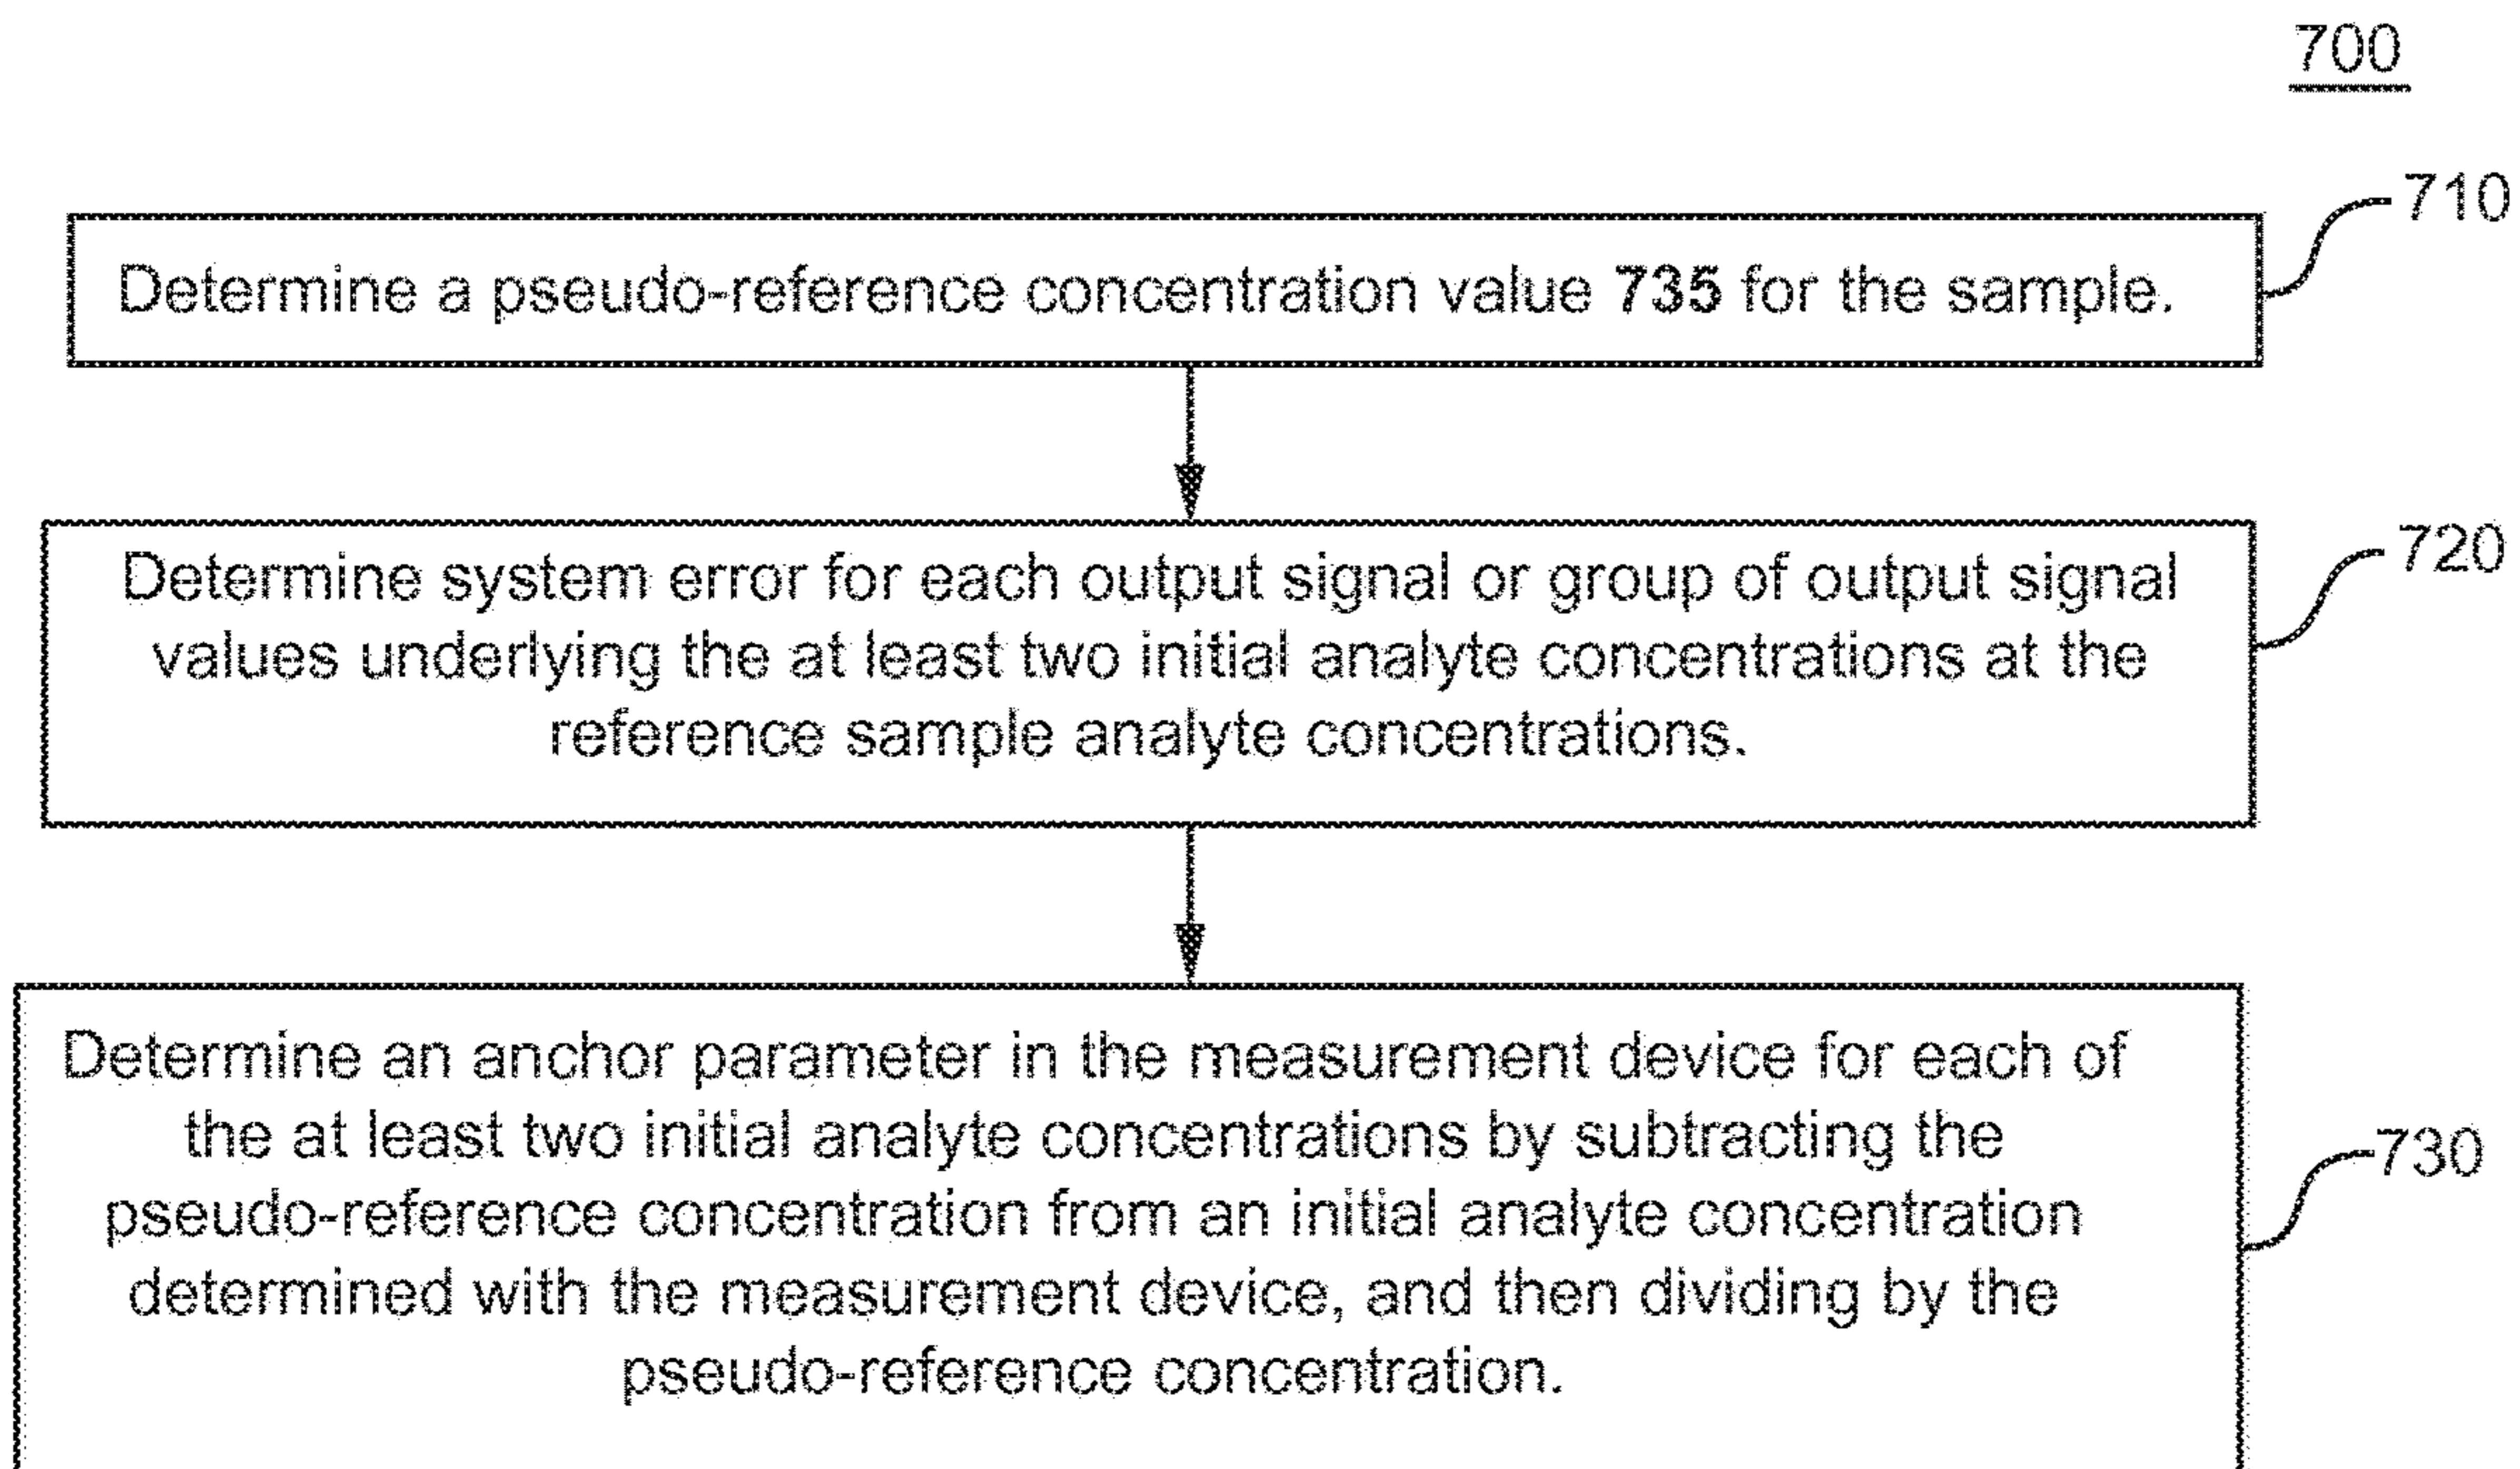 700
710
Determine a pseudo-reference concentration value 735 for the sample.
720
Determine system error for each output signal or group of output signal
values underlying the at least two initial analyte concentrations at the
reference sample analyte concentrations.
Determine an anchor parameter in the measurement device for each of
the at least two initial analyte concentrations by subtracting the
730
pseudo-reference concentration from an initial analyte concentration
determined with the measurement device, and then dividing by the
pseudo-reference concentration.